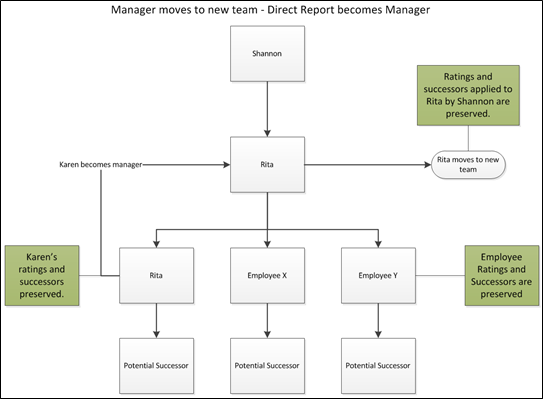 Manager moves to new team - Direct Report becomes Manager
Shannon
Ratings and
successors applied to
Rita by Shannon are
preserved.
Karen becomes manager
Rita
Rita moves to new
team
Karen's
ratings and
successors
preserved.
Rita
Employee X
Employee Y
Employee
Ratings and
Successors are
preserved
Potential Successor
Potential Successor
Potential Successor